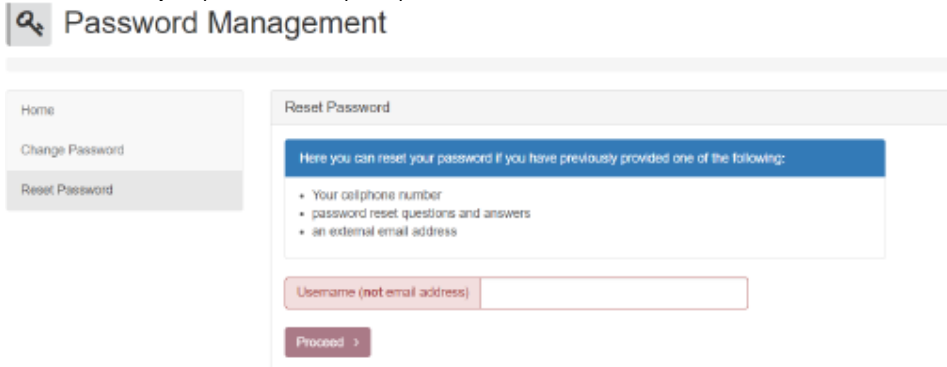 Password Management
Home
Change Password
Reset Password
Reset Password
Here you can reset your password if you have previously provided one of the following:
• Your cellphone number
• password reset questions and answers
• an external email address
Username (not email address)
Proceed ›